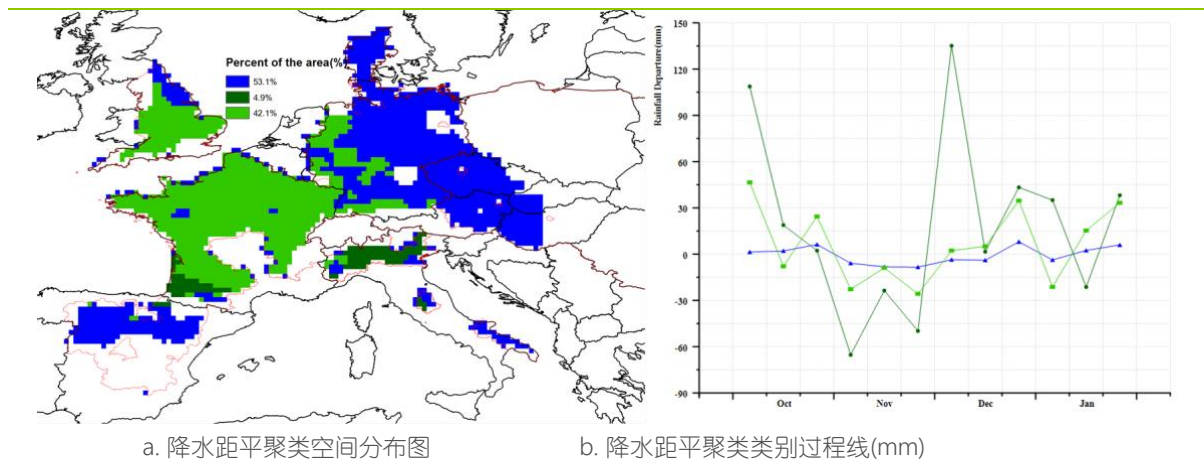 Percent of the area(%)
53.1%
4.9%
42.1%
Rainfall Departure(mm)
150
120
90
60
30
0
-30
-60
-90
Oct
Nov
Dec
Jan
a. 降水距平聚类空间分布图
b. 降水距平聚类类别过程线(mm)